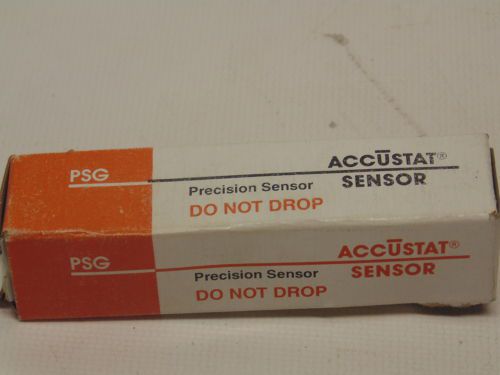 PSG
ACCUSTAT®
Precision Sensor
SENSOR
DO NOT DROP
PSG
ACCUSTAT®
Precision Sensor
SENSOR
DO NOT DROP